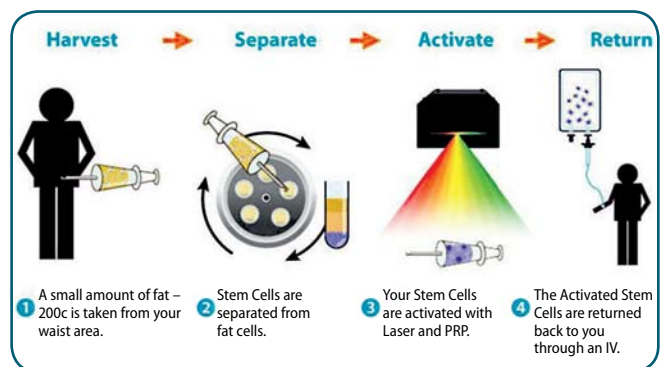 Harvest
Separate
Activate
Return
1 A small amount of fat –
200c is taken from your
waist area.
2 Stem Cells are
separated from
fat cells.
3 Your Stem Cells
are activated with
Laser and PRP.
4 The Activated Stem
Cells are returned
back to you
through an IV.